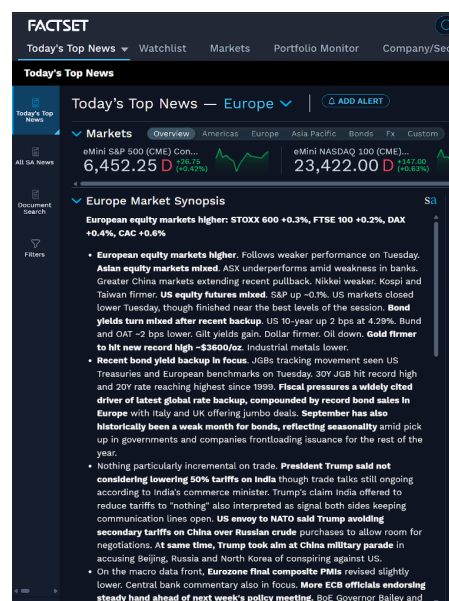 FACTSET
Today's Top News Watchlist Markets Portfolio Monitor Company/Sec
Today's Top News
Today's Top
News
All SA News
Document
Search
Filters
Today's Top News — Europe
ADD ALERT
Markets Overview Americas Europe Asia Pacific Bonds Fx Custom
eMini S&P 500 (CME) Con... eMini NASDAQ 100 (CME)...
6,452.25 D +26.75 (+0.42%) 23,422.00 D +147.00 (+0.63%)
Europe Market Synopsis sa
European equity markets higher: STOXX 600 +0.3%, FTSE 100 +0.2%, DAX
+0.4%, CAC +0.6%
• European equity markets higher. Follows weaker performance on Tuesday.
Asian equity markets mixed. ASX underperforms amid weakness in banks.
Greater China markets extending recent pullback. Nikkei weaker. Kospi and
Taiwan firmer. US equity futures mixed. S&P up ~0.1%. US markets closed
lower Tuesday, though finished near the best levels of the session. Bond
yields turn mixed after recent backup. US 10-year up 2 bps at 4.29%. Bund
and OAT ~2 bps lower. Gilt yields gain. Dollar firmer. Oil down. Gold firmer
to hit new record high ~$3600/oz. Industrial metals lower.
• Recent bond yield backup in focus. JGBs tracking movement seen US
Treasuries and European benchmarks on Tuesday. 30Y JGB hit record high
and 20Y rate reaching highest since 1999. Fiscal pressures a widely cited
driver of latest global rate backup, compounded by record bond sales in
Europe with Italy and UK offering jumbo deals. September has also
historically been a weak month for bonds, reflecting seasonality amid pick
up in governments and companies frontloading issuance for the rest of the
year.
• Nothing particularly incremental on trade. President Trump said not
considering lowering 50% tariffs on India though trade talks still ongoing
according to India's commerce minister. Trump's claim India offered to
reduce tariffs to "nothing" also interpreted as signal both sides keeping
communication lines open. US envoy to NATO said Trump avoiding
secondary tariffs on China over Russian crude purchases to allow room for
negotiations. At same time, Trump took aim at China military parade in
accusing Beijing, Russia and North Korea of conspiring against US.
• On the macro data front, Eurozone final composite PMIs revised slightly
lower. Central bank commentary also in focus. More ECB officials endorsing
steady hand ahead of next week's policy meeting. BoE Governor Bailey and